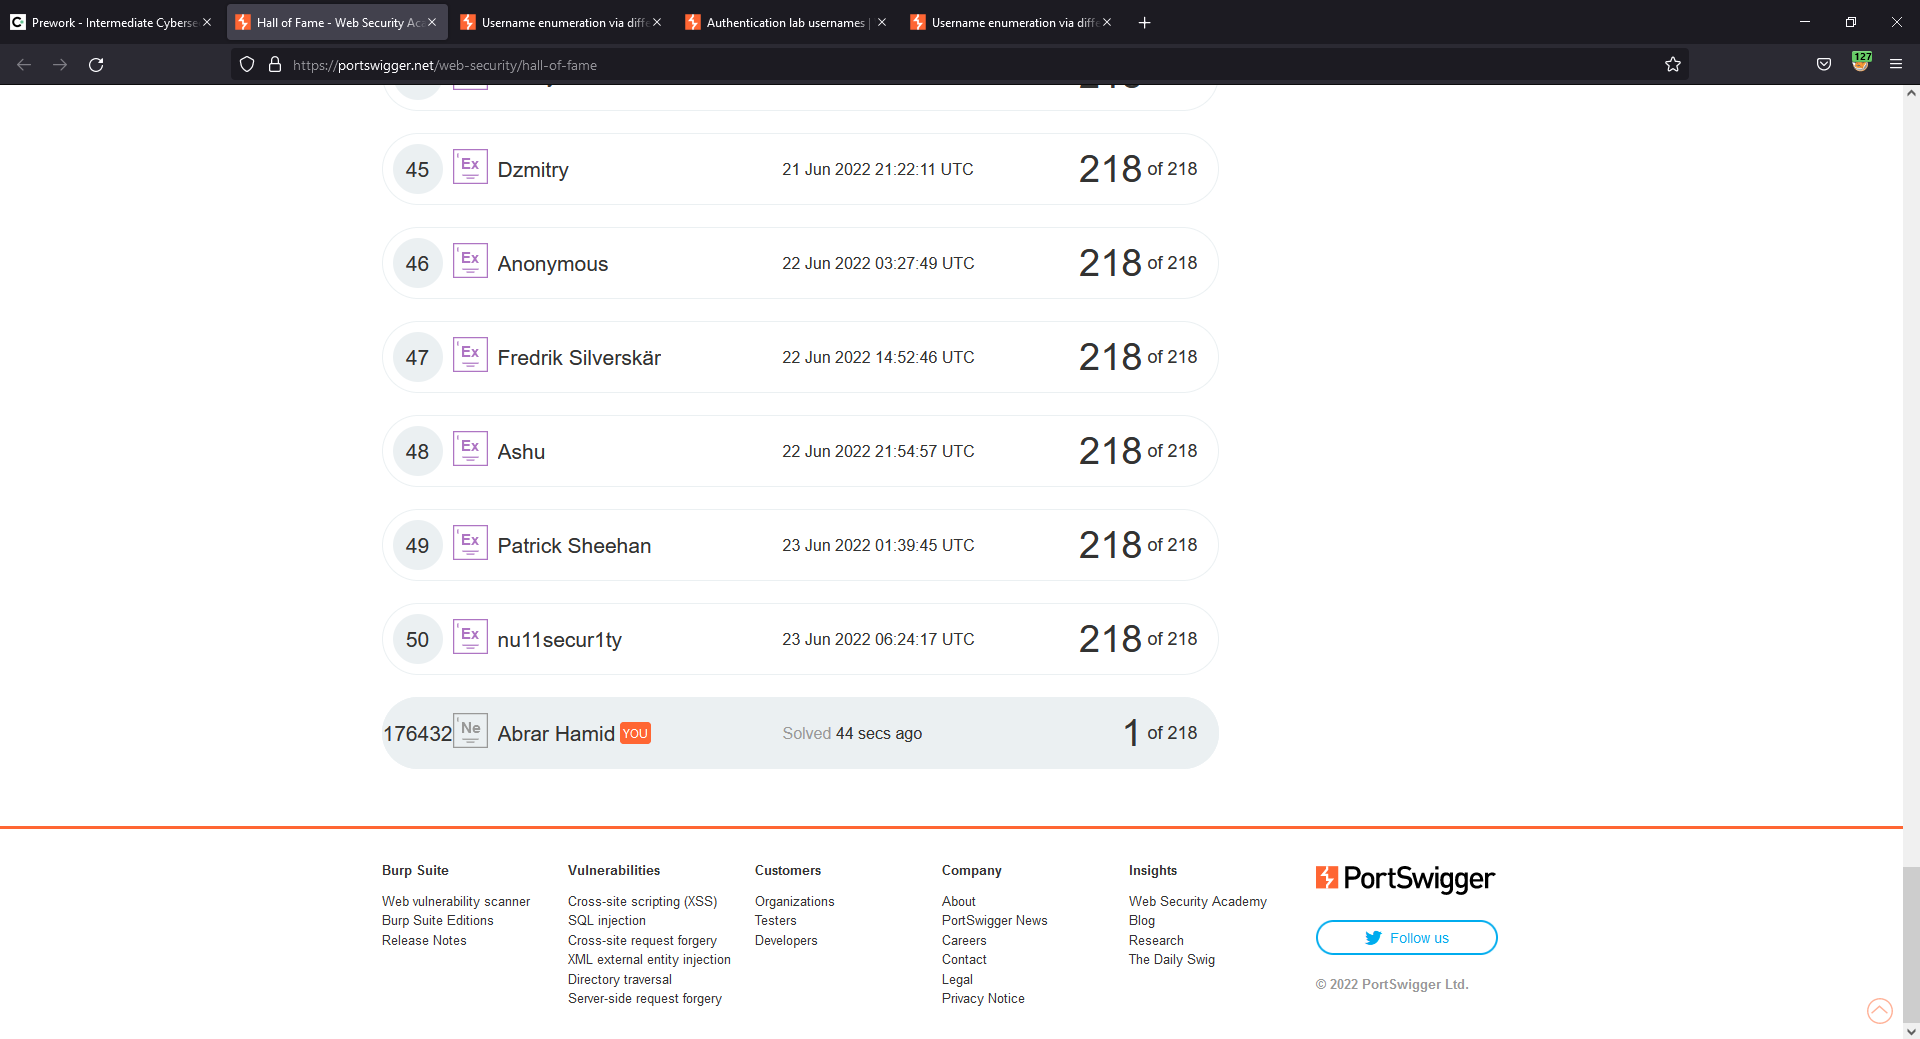 Prework - Intermediate Cyberse
Hall of Fame - Web Security Aca
Username enumeration via diffe
Authentication lab usernames |
Username enumeration via diffe
https://portswigger.net/web-security/hall-of-fame
127
45 Ex Dzmitry 21 Jun 2022 21:22:11 UTC 218 of 218
46 Ex Anonymous 22 Jun 2022 03:27:49 UTC 218 of 218
47 Ex Fredrik Silverskär 22 Jun 2022 14:52:46 UTC 218 of 218
48 Ex Ashu 22 Jun 2022 21:54:57 UTC 218 of 218
49 Ex Patrick Sheehan 23 Jun 2022 01:39:45 UTC 218 of 218
50 Ex nu11secur1ty 23 Jun 2022 06:24:17 UTC 218 of 218
176432 Ne Abrar Hamid YOU Solved 44 secs ago 1 of 218
Burp Suite
Web vulnerability scanner
Burp Suite Editions
Release Notes
Vulnerabilities
Cross-site scripting (XSS)
SQL injection
Cross-site request forgery
XML external entity injection
Directory traversal
Server-side request forgery
Customers
Organizations
Testers
Developers
Company
About
PortSwigger News
Careers
Contact
Legal
Privacy Notice
Insights
Web Security Academy
Blog
Research
The Daily Swig
PortSwigger
Follow us
© 2022 PortSwigger Ltd.